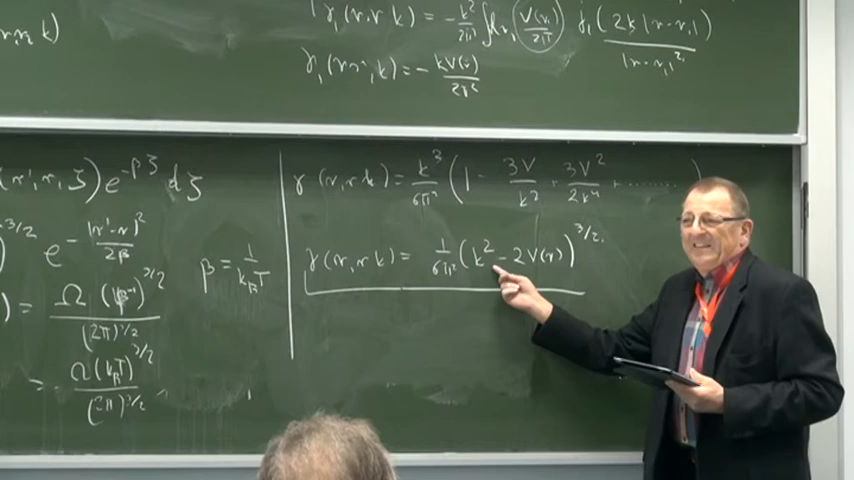 r₁r₂ k)
γ₁(r,r k) = -k²/2π ∫dr₁ V(r₁)/2π j₁(2k|r-r₁|)/|r-r₁|²
γ₁(r r, k) = - kV(r)/2π²
(r', r, ζ) e^{-βζ} dζ
e^{- |r'-r|²/2β}
β = 1/k_BT
= Ω (β⁻¹)^{3/2}/(2π)^{3/2}
= Ω(k_BT)^{3/2}/(2π)^{3/2}
γ(r,r k) = k³/6π² (1 - 3V/k² + 3V²/2k⁴ + ........)
γ(r,r k) = 1/6π² (k² - 2V(r))^{3/2}